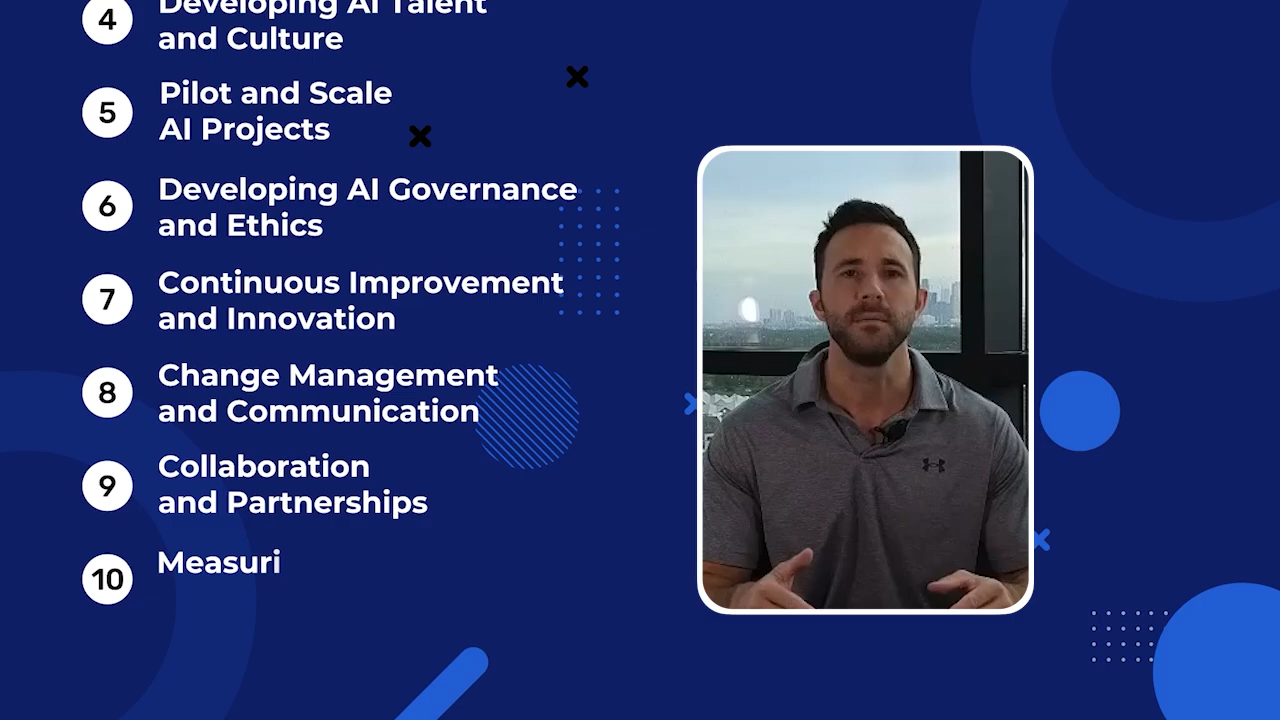 4
Developing AI Talent
and Culture
5
Pilot and Scale
AI Projects
6
Developing AI Governance
and Ethics
7
Continuous Improvement
and Innovation
8
Change Management
and Communication
9
Collaboration
and Partnerships
10
Measuri